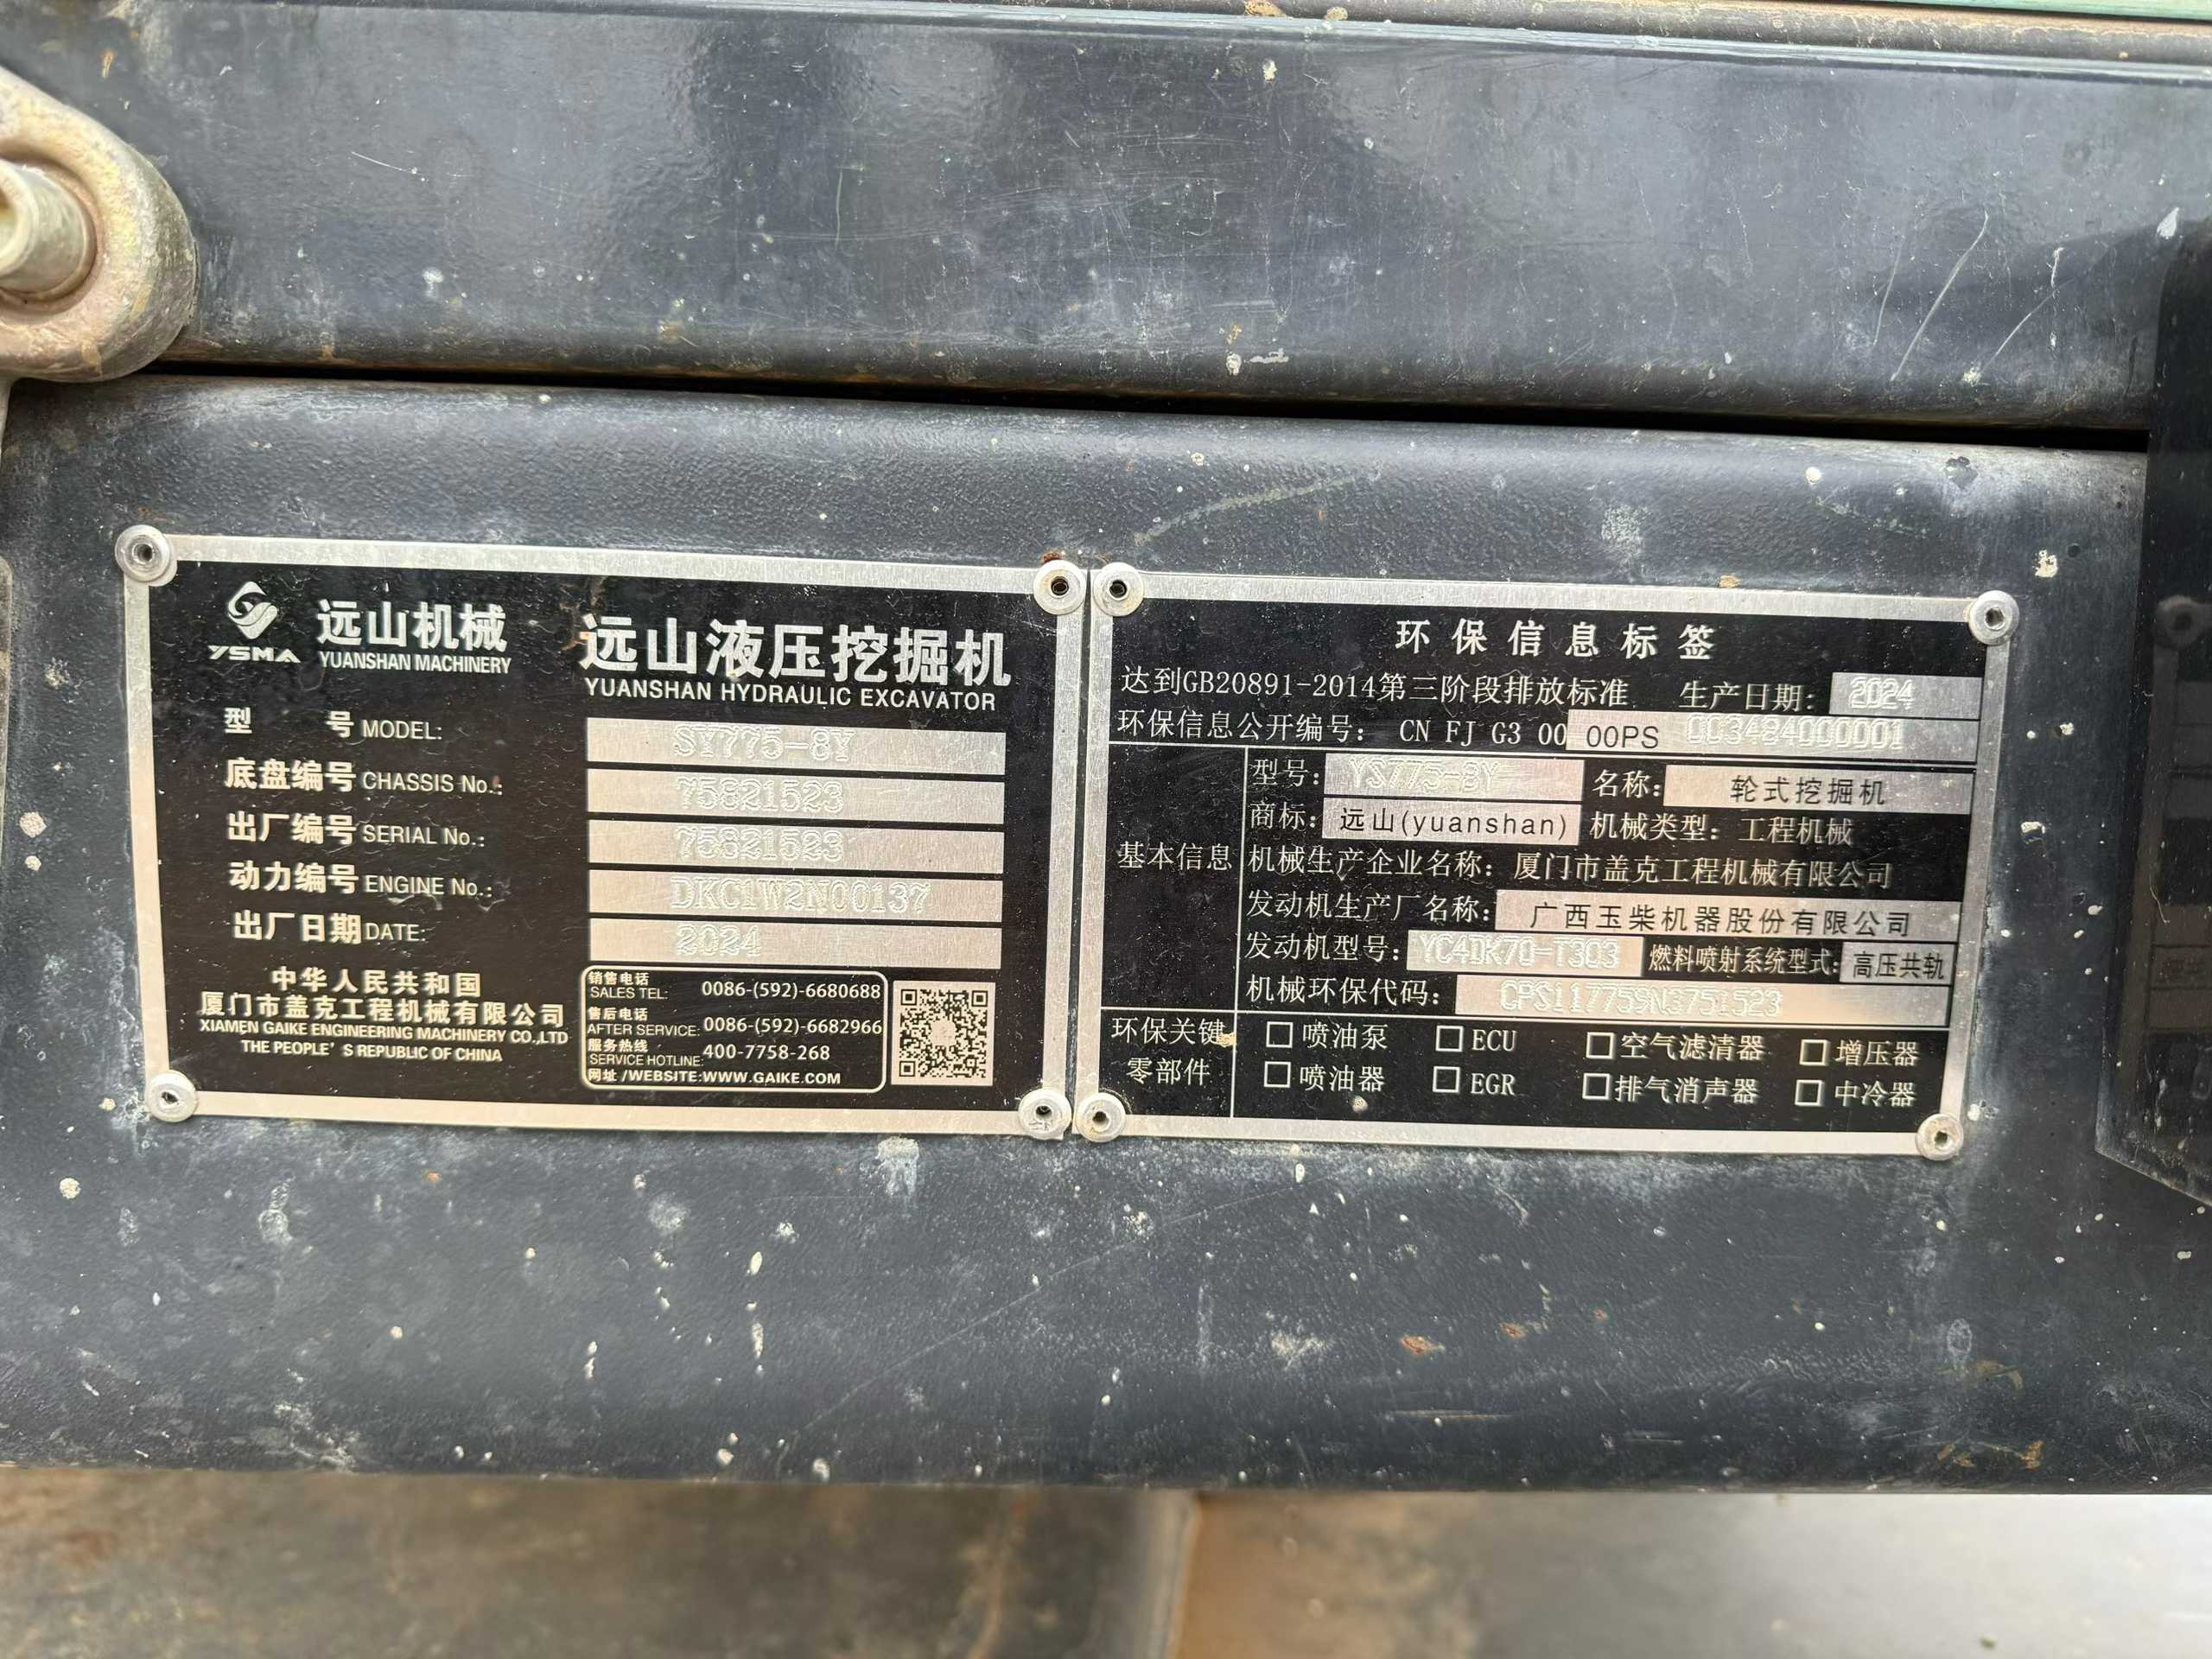 YSMA 远山机械 YUANSHAN MACHINERY
远山液压挖掘机
YUANSHAN HYDRAULIC EXCAVATOR
型 号 MODEL: SY775-8Y
底盘编号 CHASSIS No.: 75821523
出厂编号 SERIAL No.: 75821523
动力编号 ENGINE No.: DKC1W2N00137
出厂日期 DATE: 2024
中华人民共和国
厦门市盖克工程机械有限公司
XIAMEN GAIKE ENGINEERING MACHINERY CO.,LTD
THE PEOPLE'S REPUBLIC OF CHINA
销售电话 SALES TEL: 0086-(592)-6680688
售后电话 AFTER SERVICE: 0086-(592)-6682966
服务热线 SERVICE HOTLINE: 400-7758-268
网址/WEBSITE:WWW.GAIKE.COM
环保信息标签
达到GB20891-2014第三阶段排放标准 生产日期: 2024
环保信息公开编号: CN FJ G3 00 00PS 003484000001
基本信息
型号: YS775-8Y 名称: 轮式挖掘机
商标: 远山(yuanshan) 机械类型: 工程机械
机械生产企业名称: 厦门市盖克工程机械有限公司
发动机生产厂名称: 广西玉柴机器股份有限公司
发动机型号: YC4DK70-T303 燃料喷射系统型式: 高压共轨
机械环保代码: CPS117759N3751523
环保关键零部件
□ 喷油泵 □ ECU □ 空气滤清器 □ 增压器
□ 喷油器 □ EGR □ 排气消声器 □ 中冷器